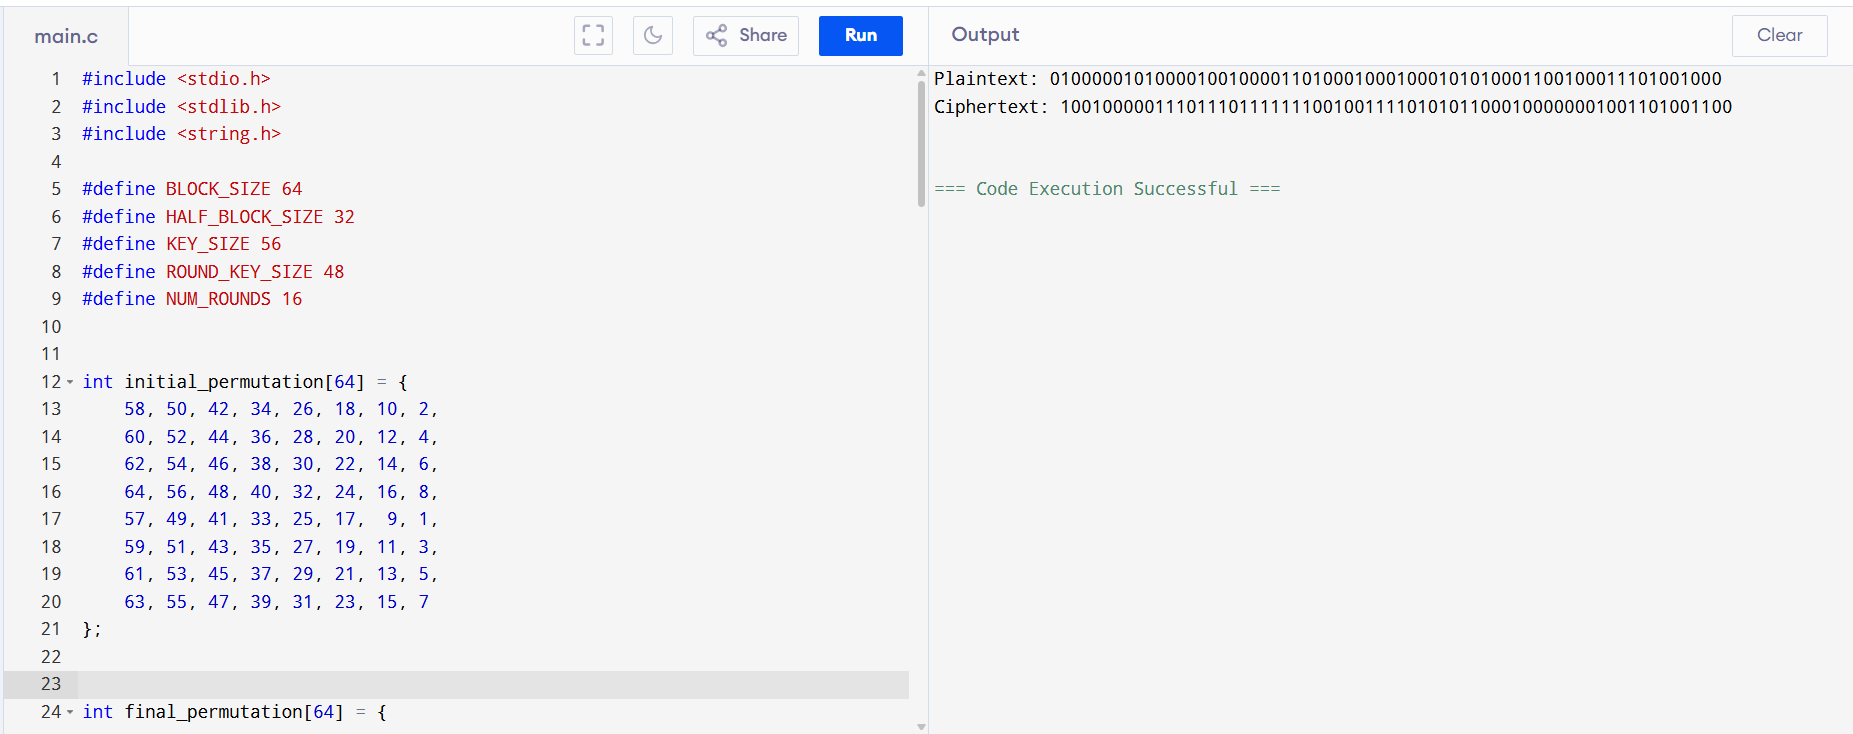 main.c
Share
Run
Output
Clear
1 #include <stdio.h>
2 #include <stdlib.h>
3 #include <string.h>
4
5 #define BLOCK_SIZE 64
6 #define HALF_BLOCK_SIZE 32
7 #define KEY_SIZE 56
8 #define ROUND_KEY_SIZE 48
9 #define NUM_ROUNDS 16
10
11
12 int initial_permutation[64] = {
13 58, 50, 42, 34, 26, 18, 10, 2,
14 60, 52, 44, 36, 28, 20, 12, 4,
15 62, 54, 46, 38, 30, 22, 14, 6,
16 64, 56, 48, 40, 32, 24, 16, 8,
17 57, 49, 41, 33, 25, 17, 9, 1,
18 59, 51, 43, 35, 27, 19, 11, 3,
19 61, 53, 45, 37, 29, 21, 13, 5,
20 63, 55, 47, 39, 31, 23, 15, 7
21 };
22
23
24 int final_permutation[64] = {
Plaintext: 0100000101000010010000110100010001000101010001100100011101001000
Ciphertext: 1001000001110111011111110010011110101011000100000001001101001100
=== Code Execution Successful ===